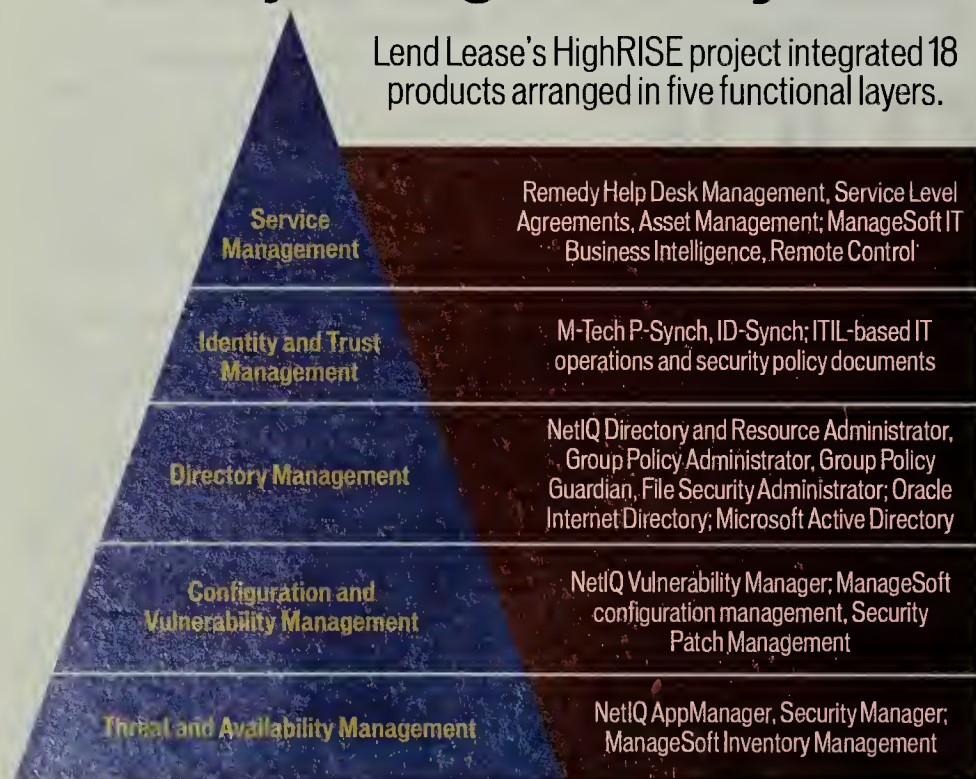 Lend Lease's HighRISE project integrated 18
products arranged in five functional layers.
Service
Management
Remedy Help Desk Management, Service Level
Agreements, Asset Management; ManageSoft IT
Business Intelligence, Remote Control
Identity and Trust
Management
M-Tech P-Synch, ID-Synch; ITIL-based IT
operations and security policy documents
Directory Management
NetIQ Directory and Resource Administrator,
Group Policy Administrator, Group Policy
Guardian, File Security Administrator; Oracle
Internet Directory; Microsoft Active Directory
Configuration and
Vulnerability Management
NetIQ Vulnerability Manager; ManageSoft
configuration management, Security
Patch Management
Threat and Availability Management
NetIQ AppManager, Security Manager;
ManageSoft Inventory Management